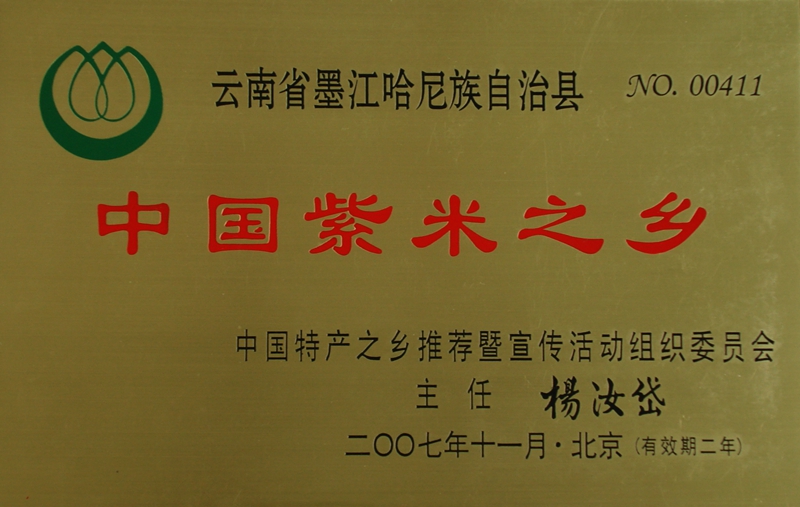 云南省墨江哈尼族自治县 NO. 00411
中国紫米之乡
中国特产之乡推荐暨宣传活动组织委员会
主 任 楊汝岱
二〇〇七年十一月·北京(有效期二年)